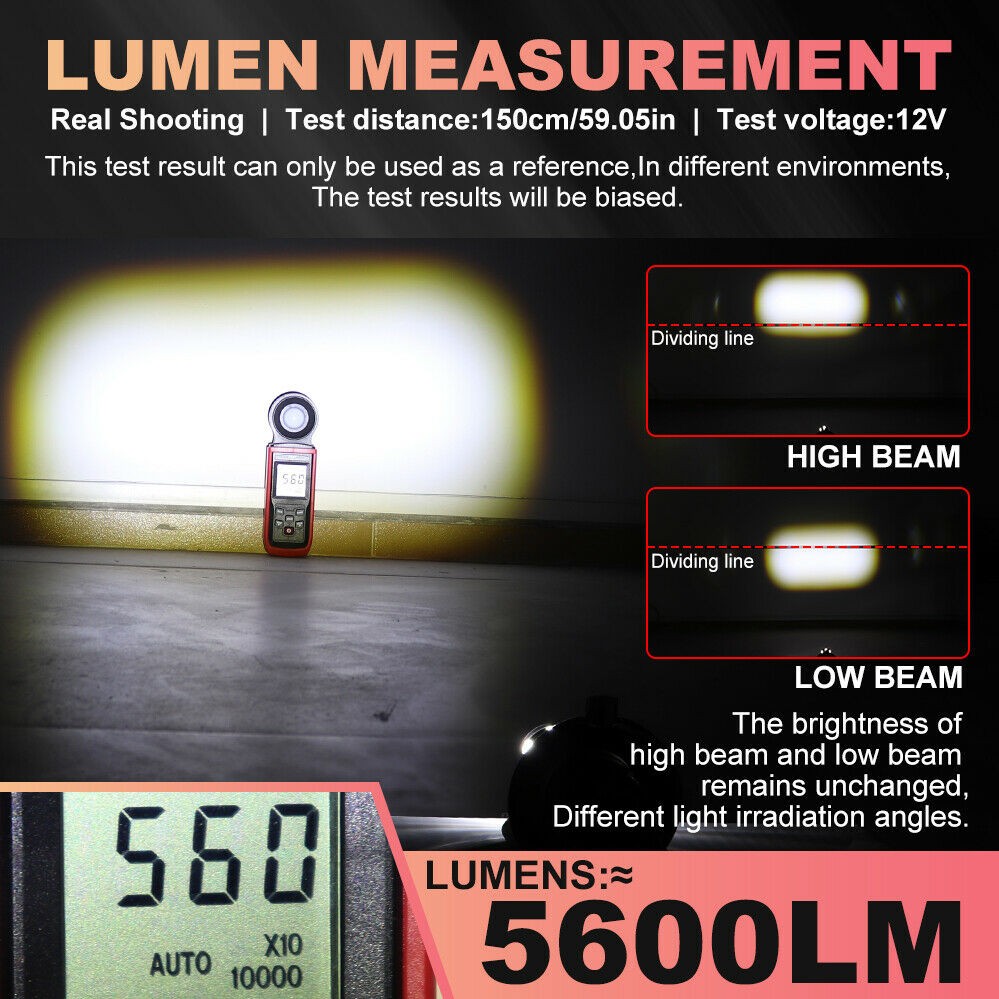 LUMEN MEASUREMENT
Real Shooting | Test distance:150cm/59.05in | Test voltage:12V
This test result can only be used as a reference,In different environments,
The test results will be biased.
560
Dividing line
HIGH BEAM
Dividing line
LOW BEAM
The brightness of
high beam and low beam
remains unchanged,
Different light irradiation angles.
560
X10
AUTO 10000
LUMENS:≈
5600LM